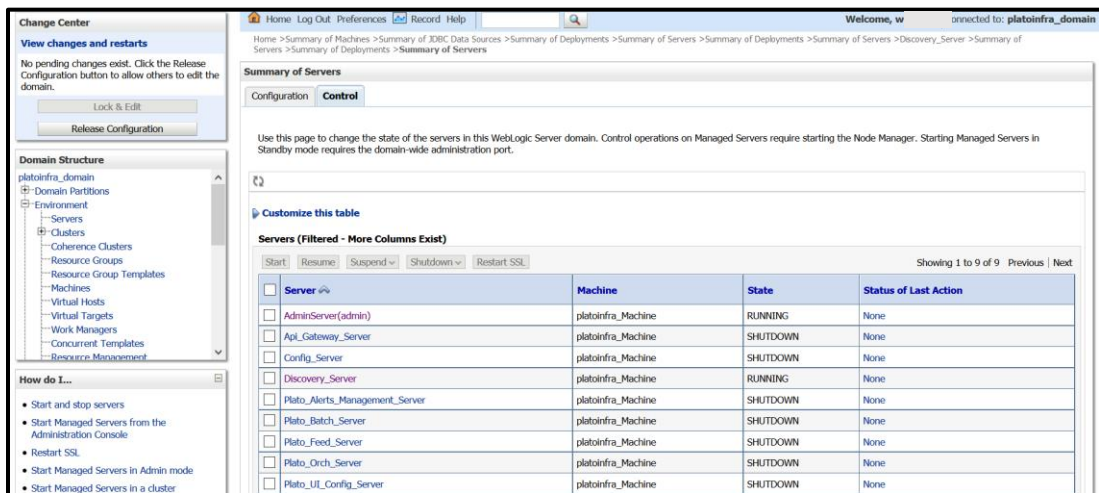 Change Center
View changes and restarts
No pending changes exist. Click the Release
Configuration button to allow others to edit the
domain.
Lock & Edit
Release Configuration
Domain Structure
platoinfra_domain
Domain Partitions
Environment
Servers
Clusters
Coherence Clusters
Resource Groups
Resource Group Templates
Machines
Virtual Hosts
Virtual Targets
Work Managers
Concurrent Templates
Resource Management
How do I...
Start and stop servers
Start Managed Servers from the
Administration Console
Restart SSL
Start Managed Servers in Admin mode
Start Managed Servers in a cluster
Home Log Out Preferences Record Help
Welcome, w onnected to: platoinfra_domain
Home >Summary of Machines >Summary of JDBC Data Sources >Summary of Deployments >Summary of Servers >Summary of Deployments >Summary of Servers >Discovery_Server >Summary of
Servers >Summary of Deployments >Summary of Servers
Summary of Servers
Configuration Control
Use this page to change the state of the servers in this WebLogic Server domain. Control operations on Managed Servers require starting the Node Manager. Starting Managed Servers in
Standby mode requires the domain-wide administration port.
Customize this table
Servers (Filtered - More Columns Exist)
Start Resume Suspend Shutdown Restart SSL Showing 1 to 9 of 9 Previous | Next
Server Machine State Status of Last Action
AdminServer(admin) platoinfra_Machine RUNNING None
Api_Gateway_Server platoinfra_Machine SHUTDOWN None
Config_Server platoinfra_Machine SHUTDOWN None
Discovery_Server platoinfra_Machine RUNNING None
Plato_Alerts_Management_Server platoinfra_Machine SHUTDOWN None
Plato_Batch_Server platoinfra_Machine SHUTDOWN None
Plato_Feed_Server platoinfra_Machine SHUTDOWN None
Plato_Orch_Server platoinfra_Machine SHUTDOWN None
Plato_UI_Config_Server platoinfra_Machine SHUTDOWN None